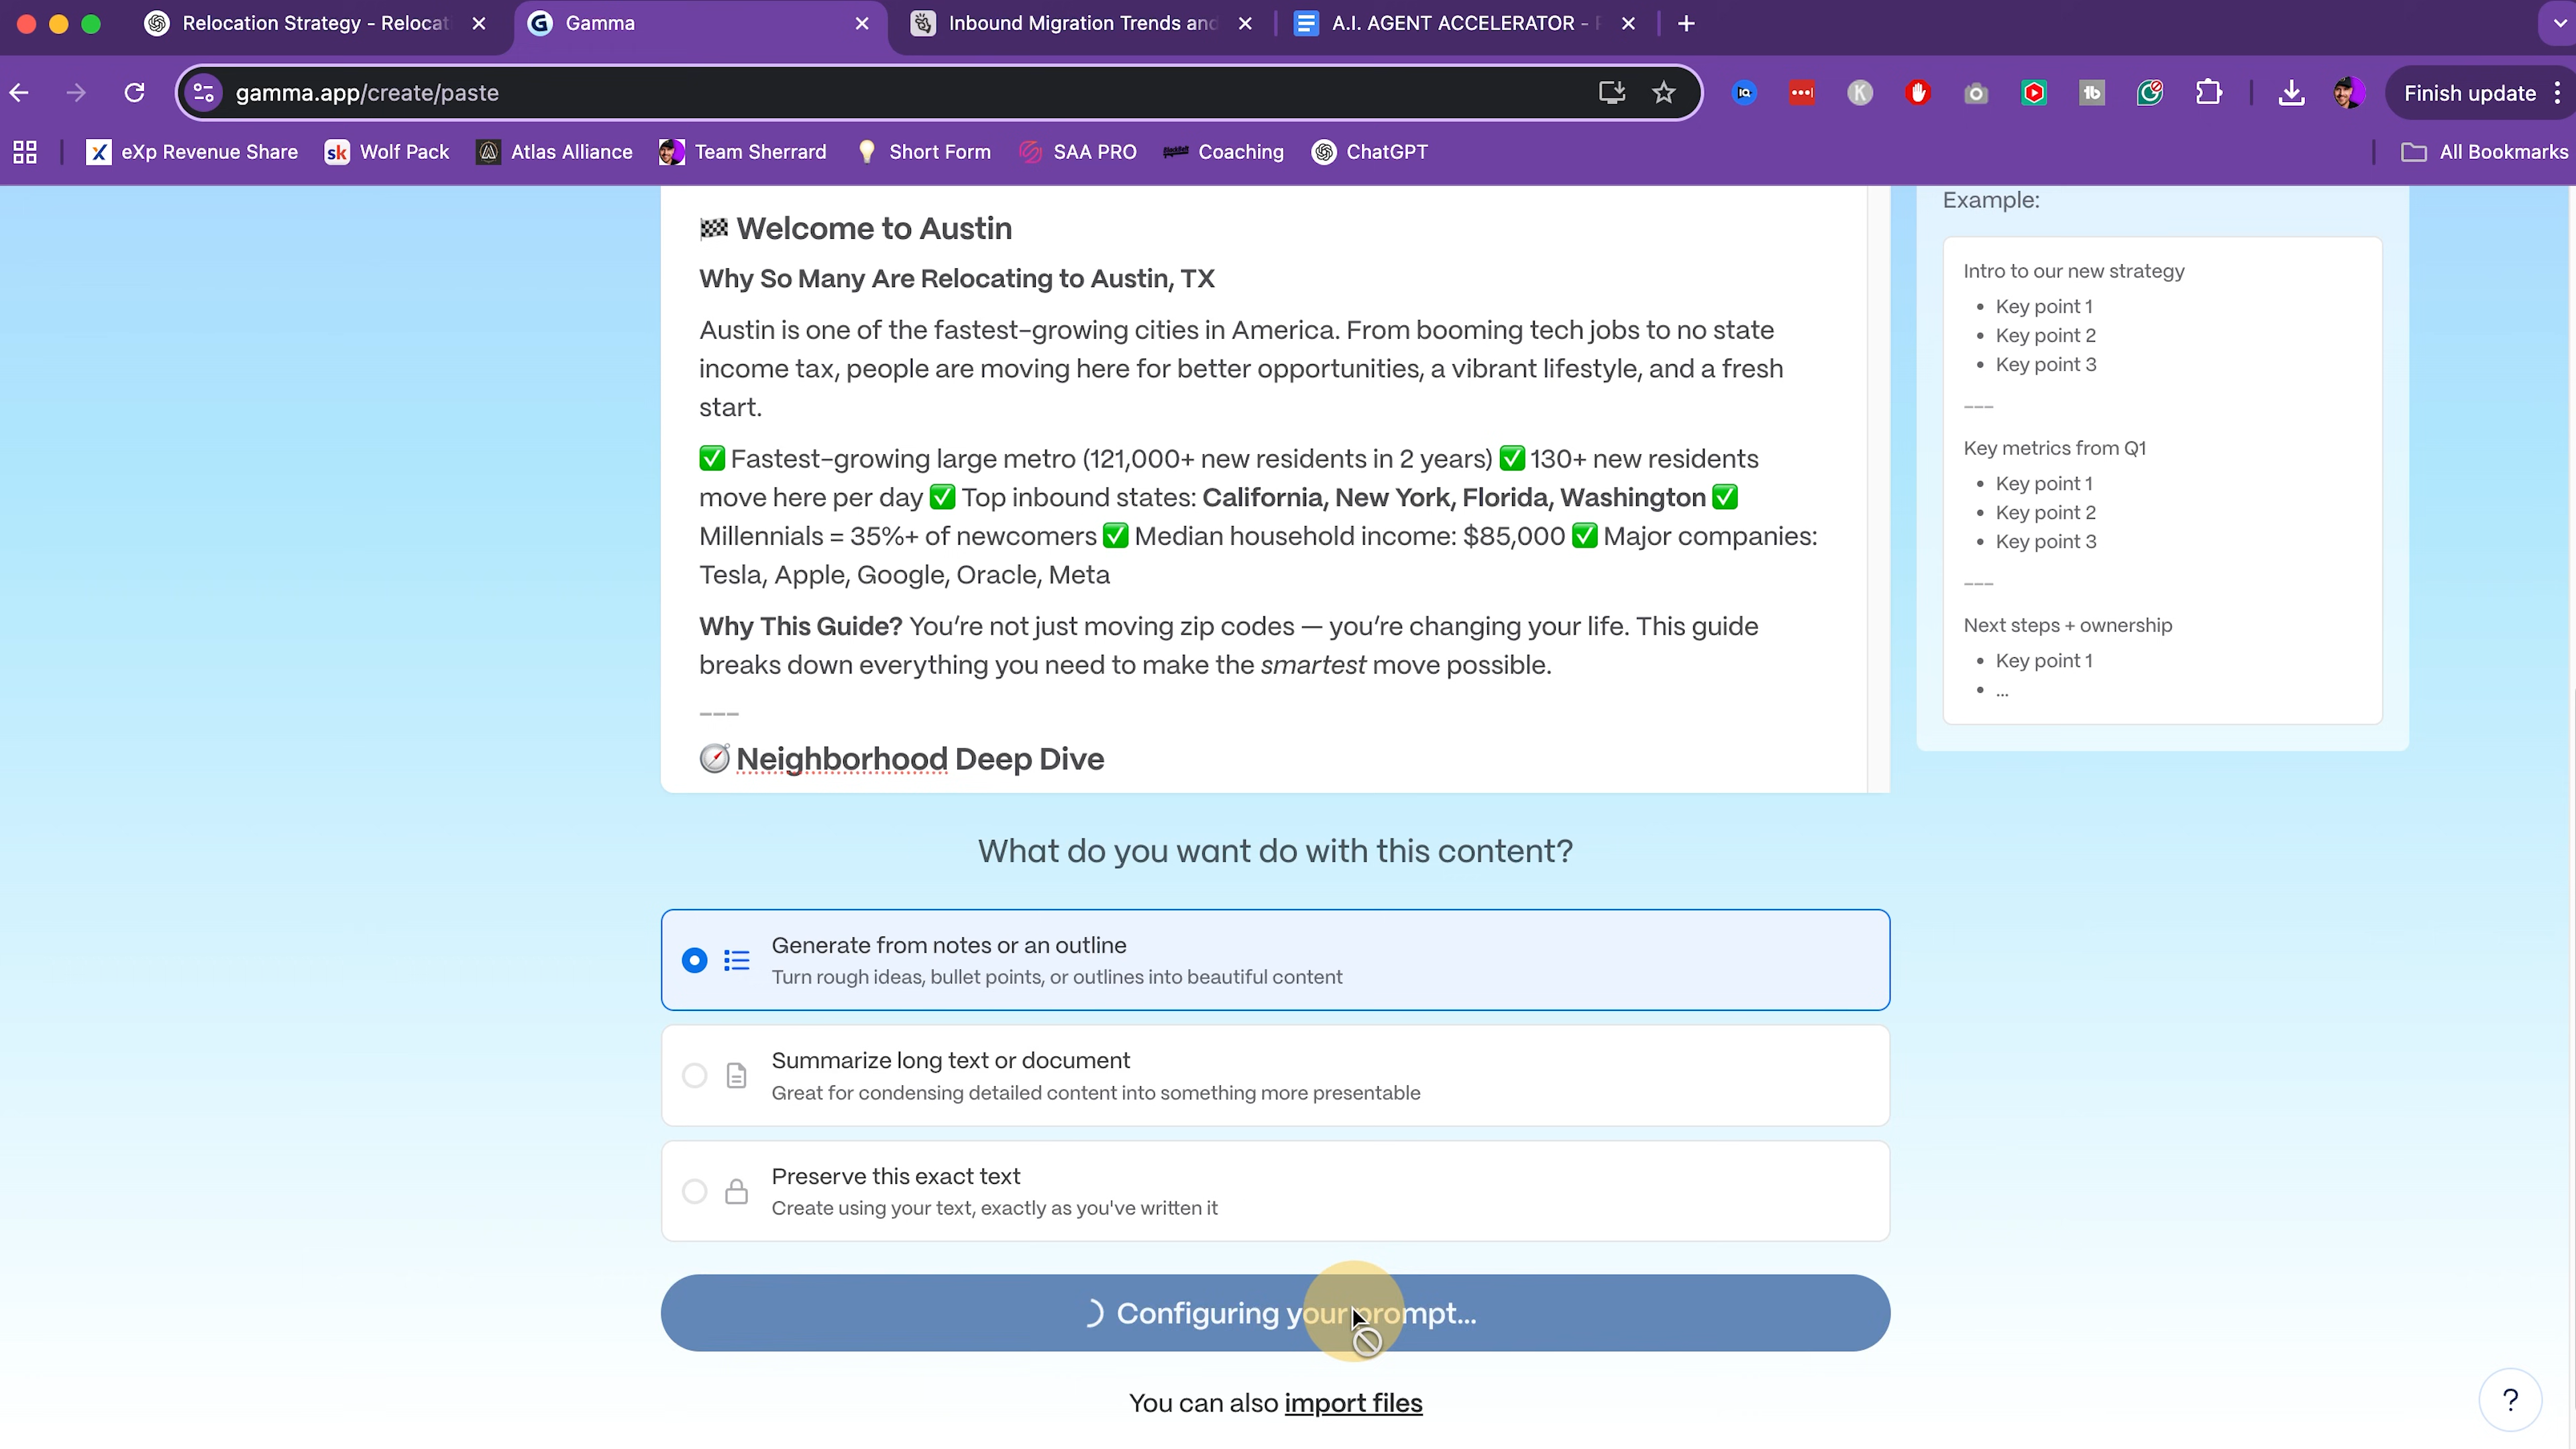 Relocation Strategy - Relocat
Gamma
Inbound Migration Trends and
A.I. AGENT ACCELERATOR -
gamma.app/create/paste
Finish update
eXp Revenue Share
Wolf Pack
Atlas Alliance
Team Sherrard
Short Form
SAA PRO
Coaching
ChatGPT
All Bookmarks
🏁 Welcome to Austin
Why So Many Are Relocating to Austin, TX
Austin is one of the fastest-growing cities in America. From booming tech jobs to no state
income tax, people are moving here for better opportunities, a vibrant lifestyle, and a fresh
start.
✅ Fastest-growing large metro (121,000+ new residents in 2 years) ✅ 130+ new residents
move here per day ✅ Top inbound states: California, New York, Florida, Washington ✅
Millennials = 35%+ of newcomers ✅ Median household income: $85,000 ✅ Major companies:
Tesla, Apple, Google, Oracle, Meta
Why This Guide? You’re not just moving zip codes — you’re changing your life. This guide
breaks down everything you need to make the smartest move possible.
---
🧭 Neighborhood Deep Dive
Example:
Intro to our new strategy
• Key point 1
• Key point 2
• Key point 3
---
Key metrics from Q1
• Key point 1
• Key point 2
• Key point 3
---
Next steps + ownership
• Key point 1
• ...
What do you want do with this content?
Generate from notes or an outline
Turn rough ideas, bullet points, or outlines into beautiful content
Summarize long text or document
Great for condensing detailed content into something more presentable
Preserve this exact text
Create using your text, exactly as you've written it
Configuring your prompt...
You can also import files
?